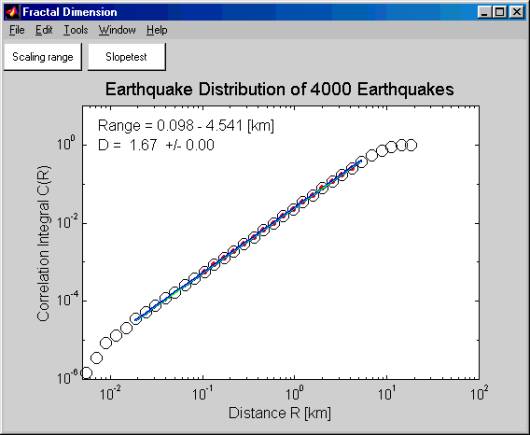 Fractal Dimension
File Edit Tools Window Help
Scaling range Slopetest
Earthquake Distribution of 4000 Earthquakes
Range = 0.098 - 4.541 [km]
D = 1.67 +/- 0.00
Correlation Integral C(R)
10^0
10^-2
10^-4
10^-6
10^-2 10^-1 10^0 10^1 10^2
Distance R [km]